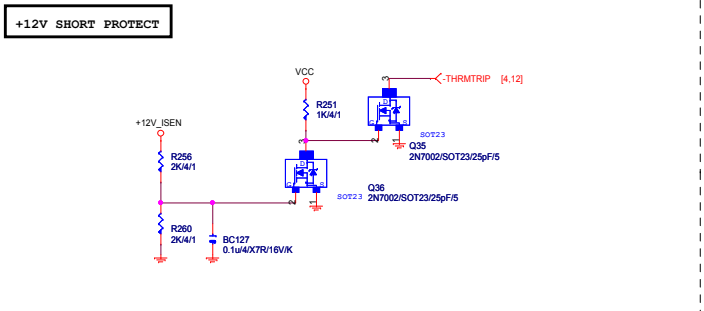 +12V SHORT PROTECT
VCC
3
-THRMTRIP [4,12]
R251
1K/4/1
D
+12V_ISEN
G S
SOT23
2
1
Q35
2N7002/SOT23/25pF/5
3
R256
2K/4/1
D
G S
Q36
SOT23
2N7002/SOT23/25pF/5
2
1
R260
2K/4/1
BC127
0.1u/4/X7R/16V/K